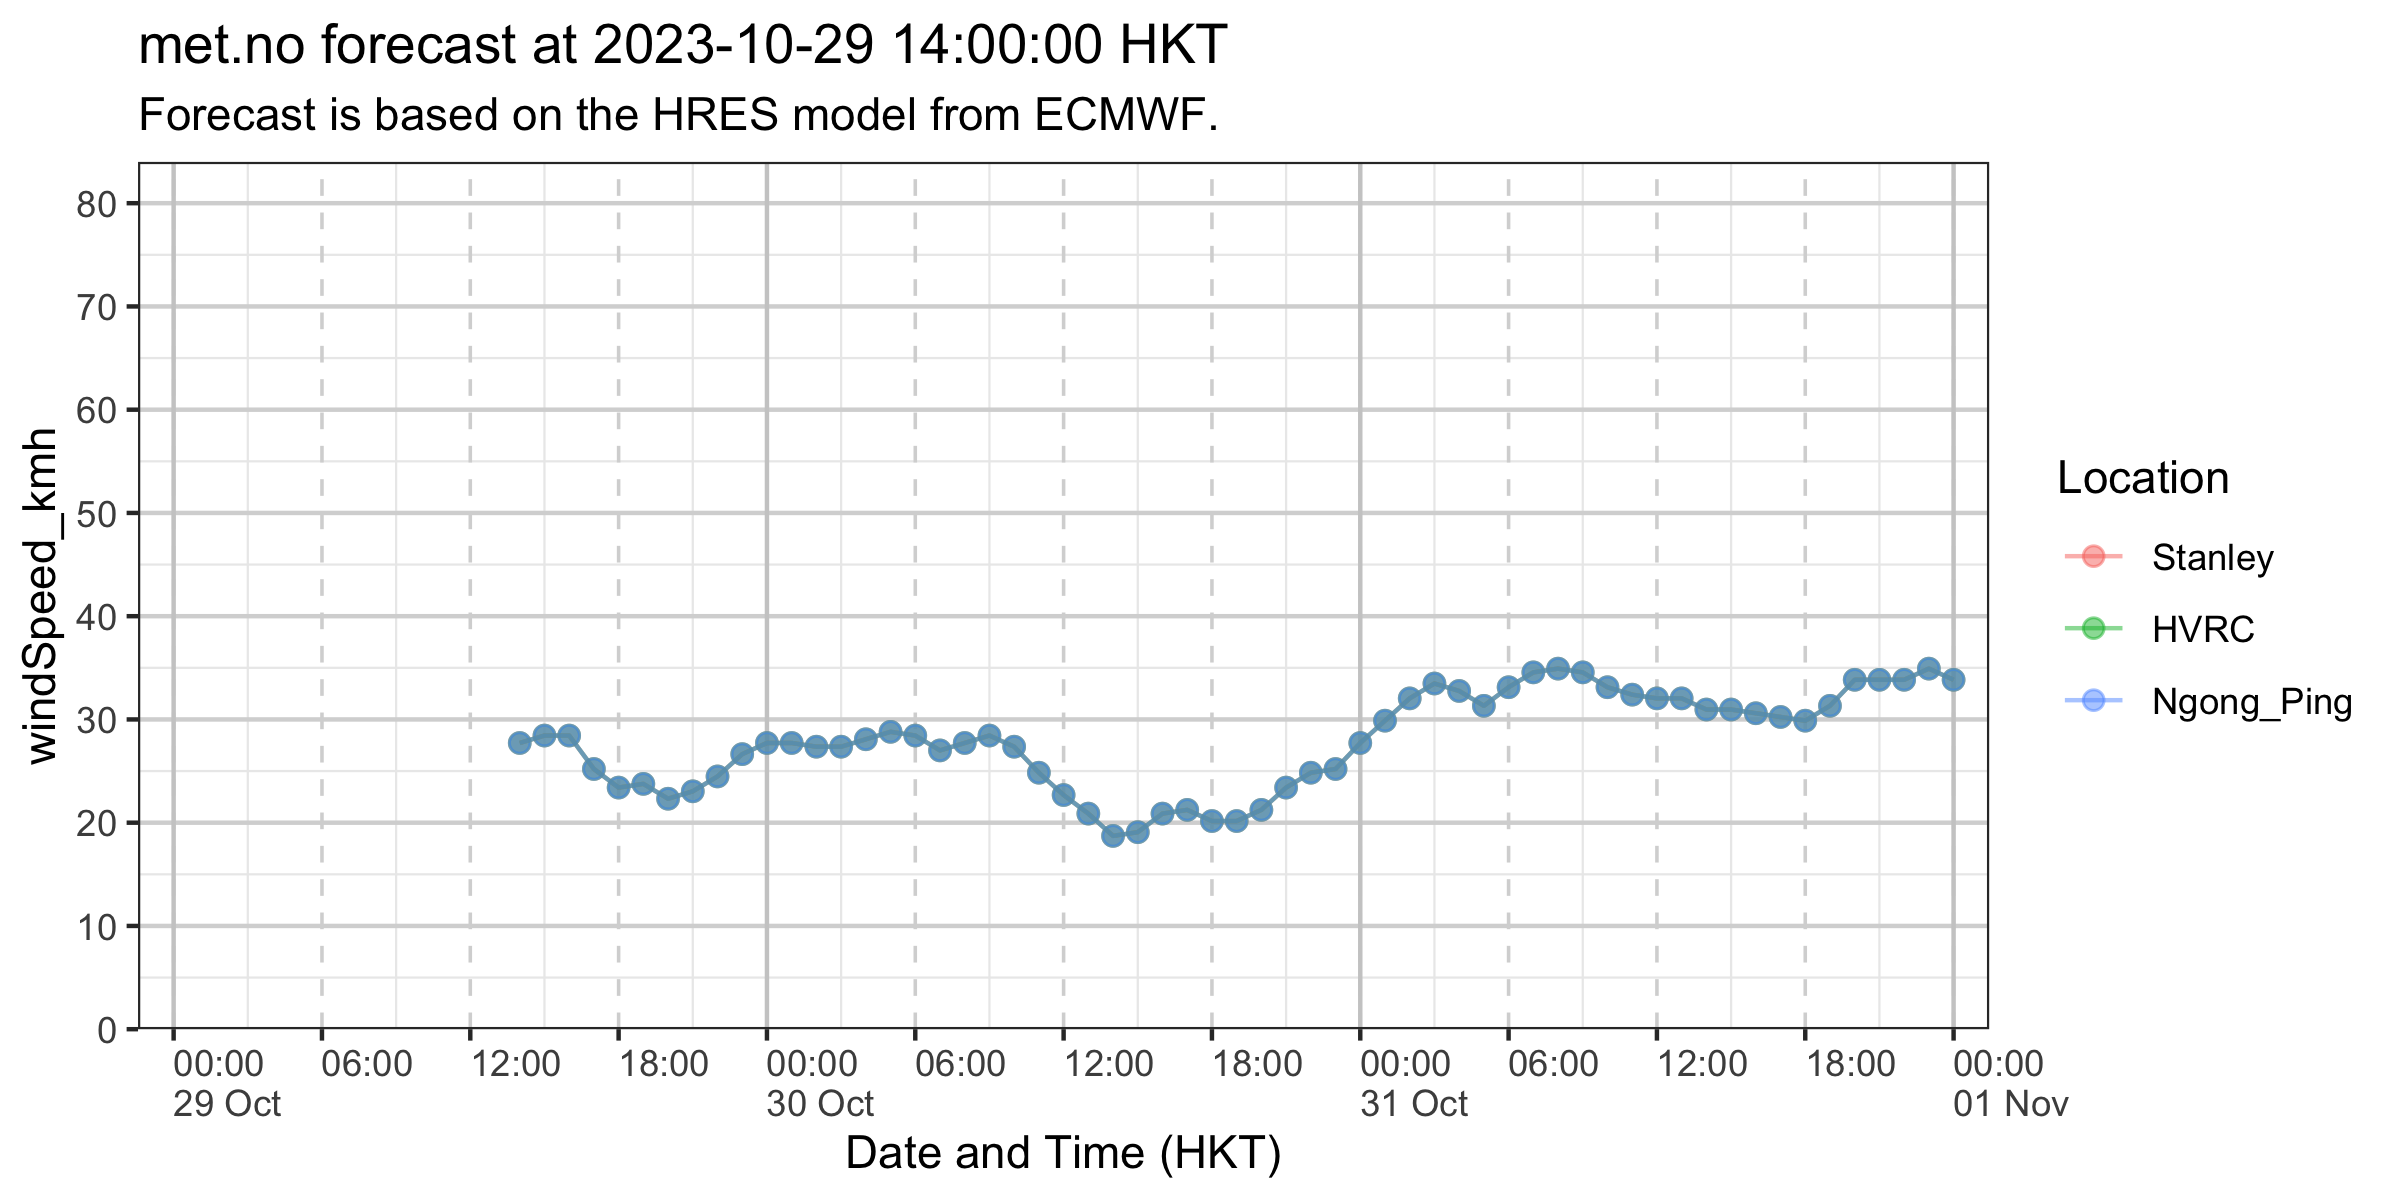 met.no forecast at 2023-10-29 14:00:00 HKT
Forecast is based on the HRES model from ECMWF.
windSpeed_kmh
80
70
60
50
40
30
20
10
0
00:00 06:00 12:00 18:00 00:00 06:00 12:00 18:00 00:00 06:00 12:00 18:00 00:00
29 Oct 30 Oct 31 Oct 01 Nov
Date and Time (HKT)
Location
Stanley
HVRC
Ngong_Ping